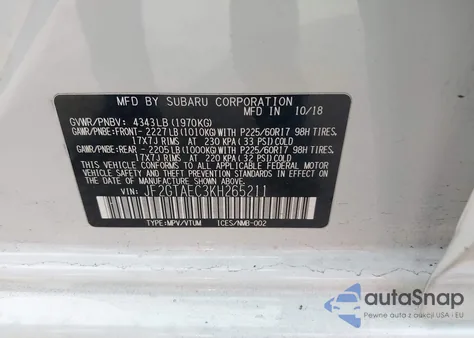 MFD BY SUBARU CORPORATION
10/18
MADE IN JAPAN
GVWR/PNBV: 4343LB (1970KG)
GAWR/PNBE: FRONT- 2227LB (1010KG) WITH P225/60R17 98H TIRES,
17X7J RIMS AT 230 KPA (33 PSI) COLD
GAWR/PNBE: REAR- 2205LB (1000KG) WITH P225/60R17 98H TIRES,
17X7J RIMS AT 220 KPA (32 PSI) COLD
THIS VEHICLE CONFORMS TO ALL APPLICABLE FEDERAL
MOTOR VEHICLE SAFETY, BUMPER, AND THEFT PREVENTION
STANDARDS IN EFFECT ON THE DATE OF MANUFACTURE
SHOWN ABOVE.
VIN: JF2GTAEC3KH265211
TYPE:MPV/VTUM ICES/NMB-002
autoSnap
Pewne auta z aukcji USA - EU